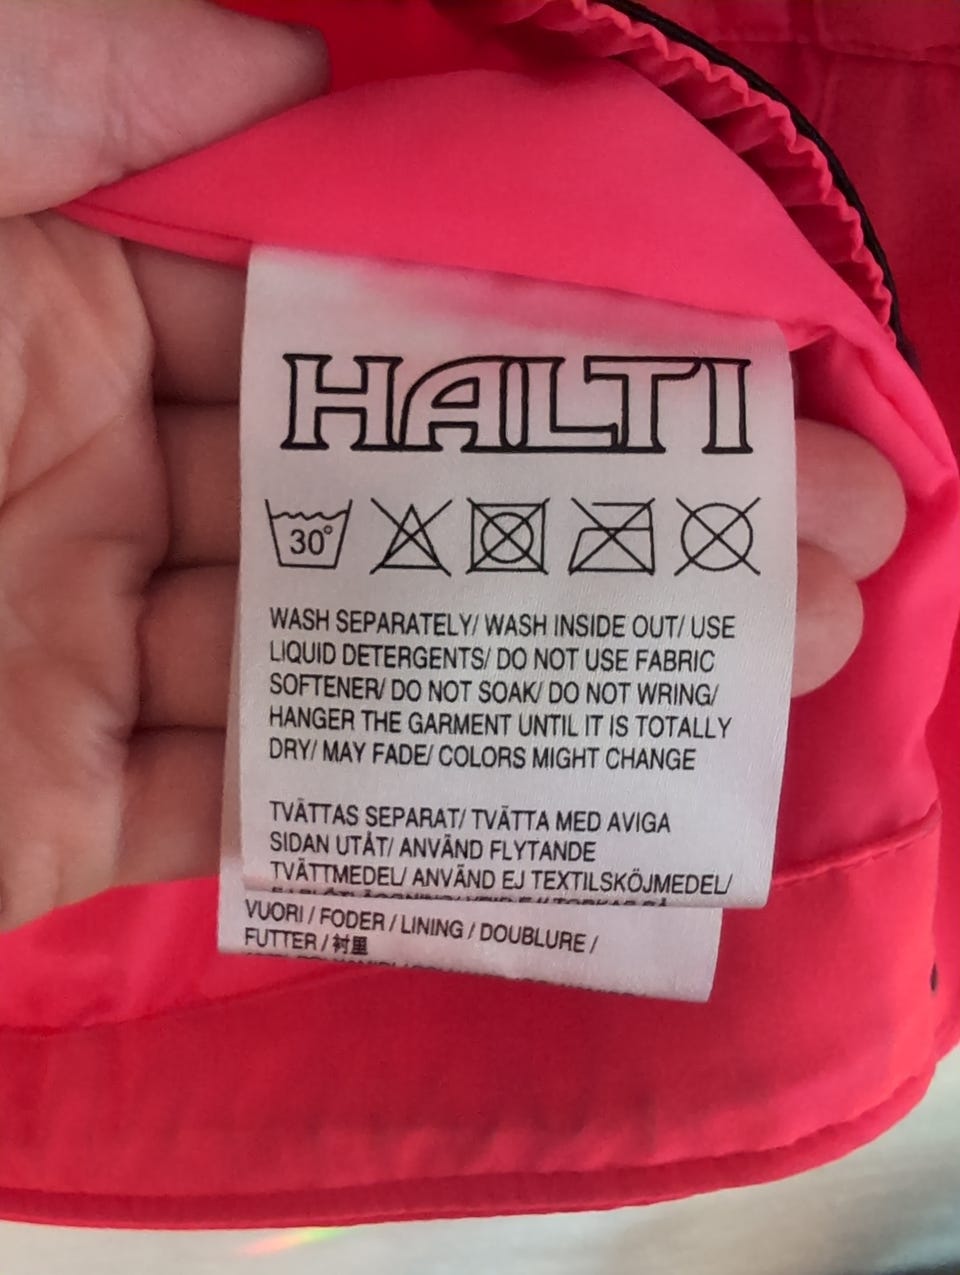 HALTI
30°
WASH SEPARATELY/ WASH INSIDE OUT/ USE
LIQUID DETERGENTS/ DO NOT USE FABRIC
SOFTENER/ DO NOT SOAK/ DO NOT WRING/
HANGER THE GARMENT UNTIL IT IS TOTALLY
DRY/ MAY FADE/ COLORS MIGHT CHANGE
TVÄTTAS SEPARAT/ TVÄTTA MED AVIGA
SIDAN UTÅT/ ANVÄND FLYTANDE
TVÄTTMEDEL/ ANVÄND EJ TEXTILSKÖJMEDEL/
VUORI / FODER / LINING / DOUBLURE /
FUTTER / 衬里